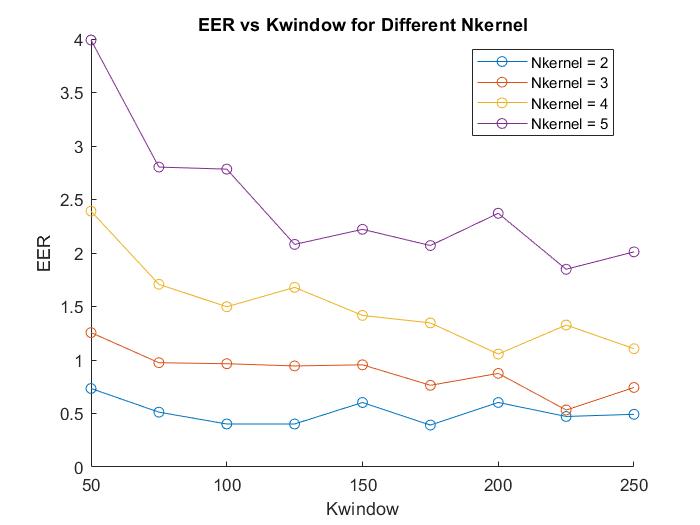 EER vs Kwindow for Different Nkernel
Nkernel = 2
Nkernel = 3
Nkernel = 4
Nkernel = 5
4
3.5
3
2.5
2
1.5
1
0.5
0
EER
50
100
150
200
250
Kwindow